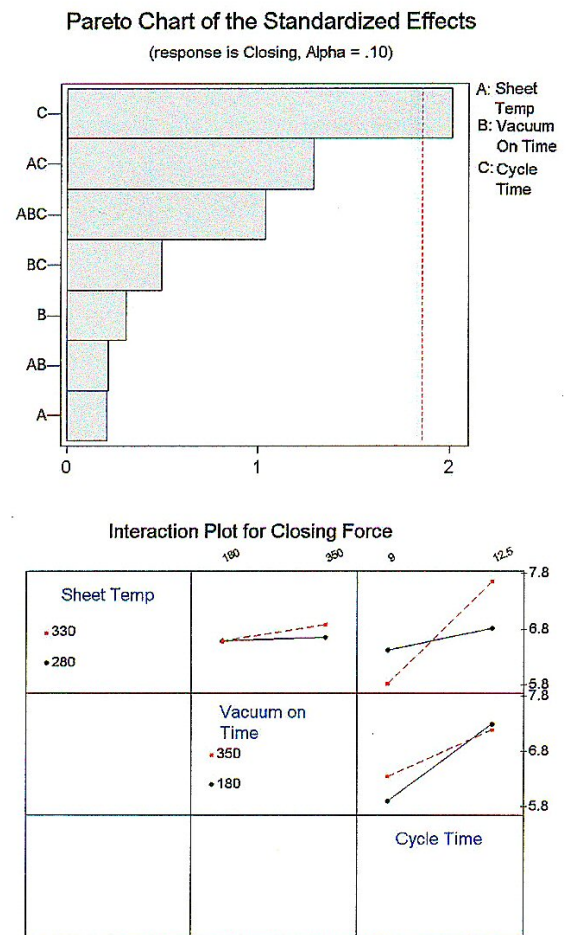 Pareto Chart of the Standardized Effects
(response is Closing, Alpha = .10)
A: Sheet
Temp
B: Vacuum
On Time
C: Cycle
Time
C
AC
ABC
BC
B
AB
A
0 1 2
Interaction Plot for Closing Force
180 350 9 12.5
Sheet Temp
330
280
7.8
6.8
5.8
Vacuum on
Time
350
180
7.8
6.8
5.8
Cycle Time